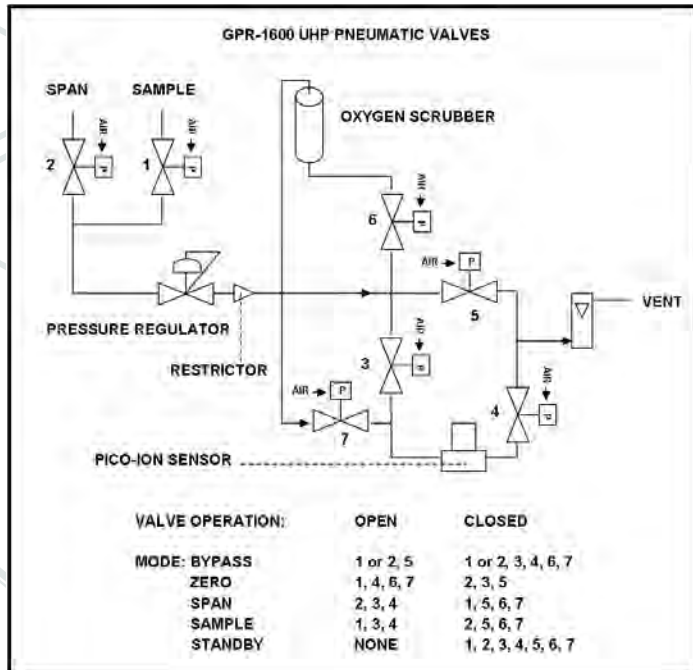 GPR-1600 UHP PNEUMATIC VALVES
SPAN SAMPLE
OXYGEN SCRUBBER
AIR AIR
2 P 1 P
AIR
6 P
AIR P
5
VENT
PRESSURE REGULATOR
RESTRICTOR
AIR
3 P
AIR P
7
AIR
4 P
PICO-ION SENSOR
VALVE OPERATION: OPEN CLOSED
MODE: BYPASS 1 or 2, 5 1 or 2, 3, 4, 6, 7
ZERO 1, 4, 6, 7 2, 3, 5
SPAN 2, 3, 4 1, 5, 6, 7
SAMPLE 1, 3, 4 2, 5, 6, 7
STANDBY NONE 1, 2, 3, 4, 5, 6, 7